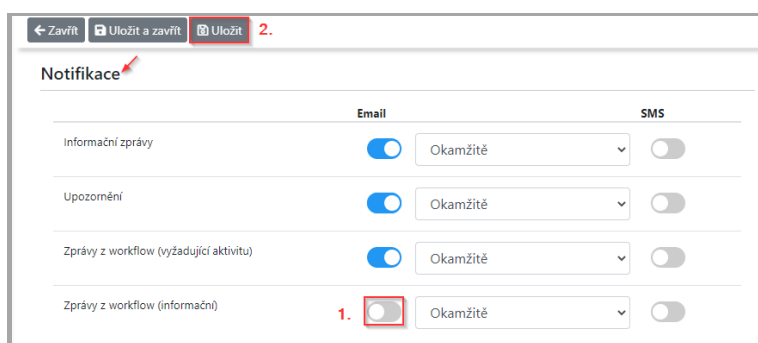 Zavřít Uložit a zavřít Uložit 2.
Notifikace
Email SMS
Informační zprávy Okamžitě
Upozornění Okamžitě
Zprávy z workflow (vyžadující aktivitu) Okamžitě
Zprávy z workflow (informační) 1. Okamžitě